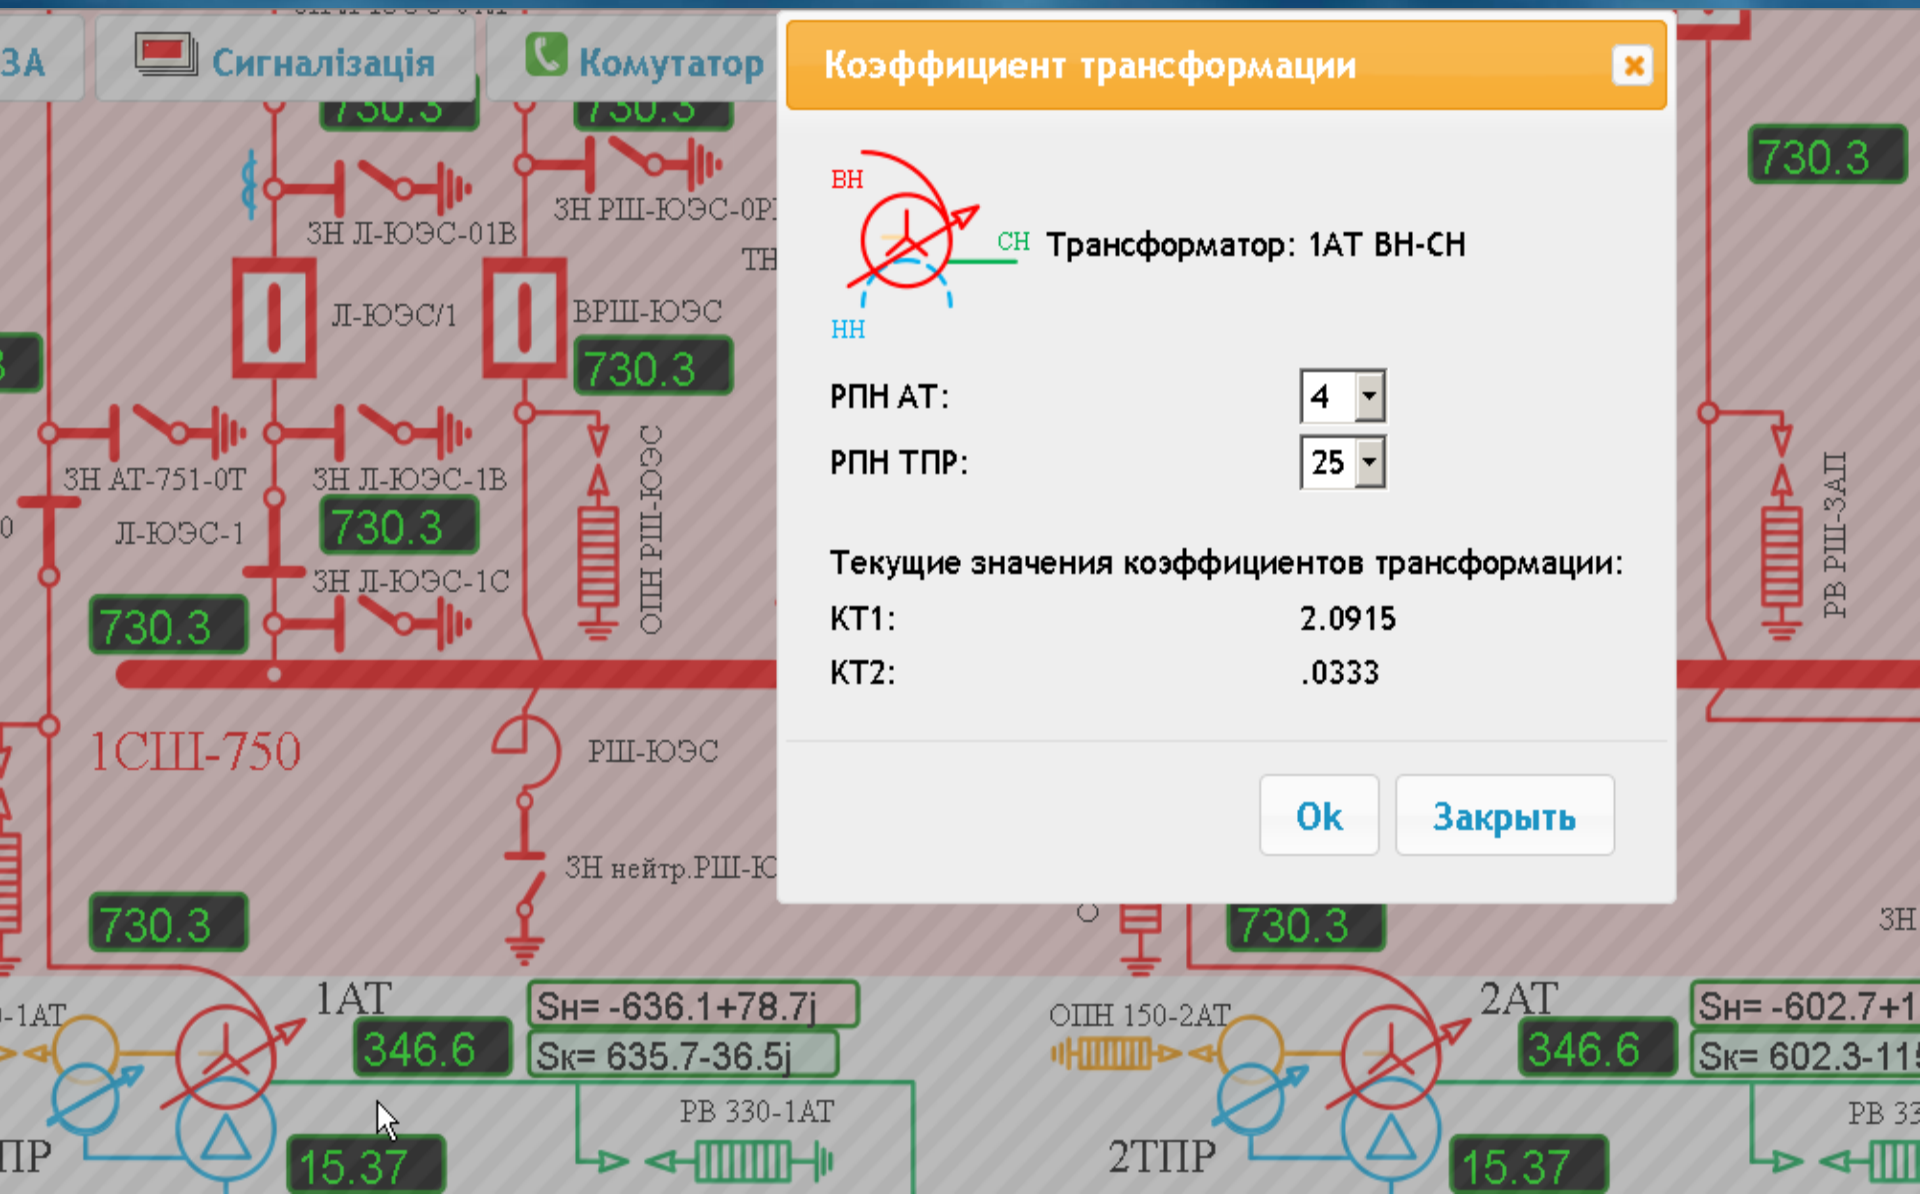 ЗА
Сигналізація
Комутатор
Коэффициент трансформации
730.3
730.3
730.3
ВН
СН
НН
Трансформатор: 1АТ ВН-СН
ЗН Л-ЮЭС-01В
ЗН РШ-ЮЭС-0Р
ТН
Л-ЮЭС/1
ВРШ-ЮЭС
730.3
РПН АТ:
4
РПН ТПР:
25
ЗН АТ-751-0Т
ЗН Л-ЮЭС-1В
ОПН РШ-ЮЭС
РВ РШ-ЗАП
Л-ЮЭС-1
730.3
0
Текущие значения коэффициентов трансформации:
ЗН Л-ЮЭС-1С
730.3
КТ1:
2.0915
КТ2:
.0333
1СШ-750
РШ-ЮЭС
Ok
Закрыть
ЗН нейтр.РШ-Ю
730.3
730.3
ЗН
-1АТ
1АТ
Sн= -636.1+78.7j
346.6
Sк= 635.7-36.5j
ОПН 150-2АТ
2АТ
Sн= -602.7+1
346.6
Sк= 602.3-115
РВ 330-1АТ
РВ 33
ПР
15.37
2ТПР
15.37